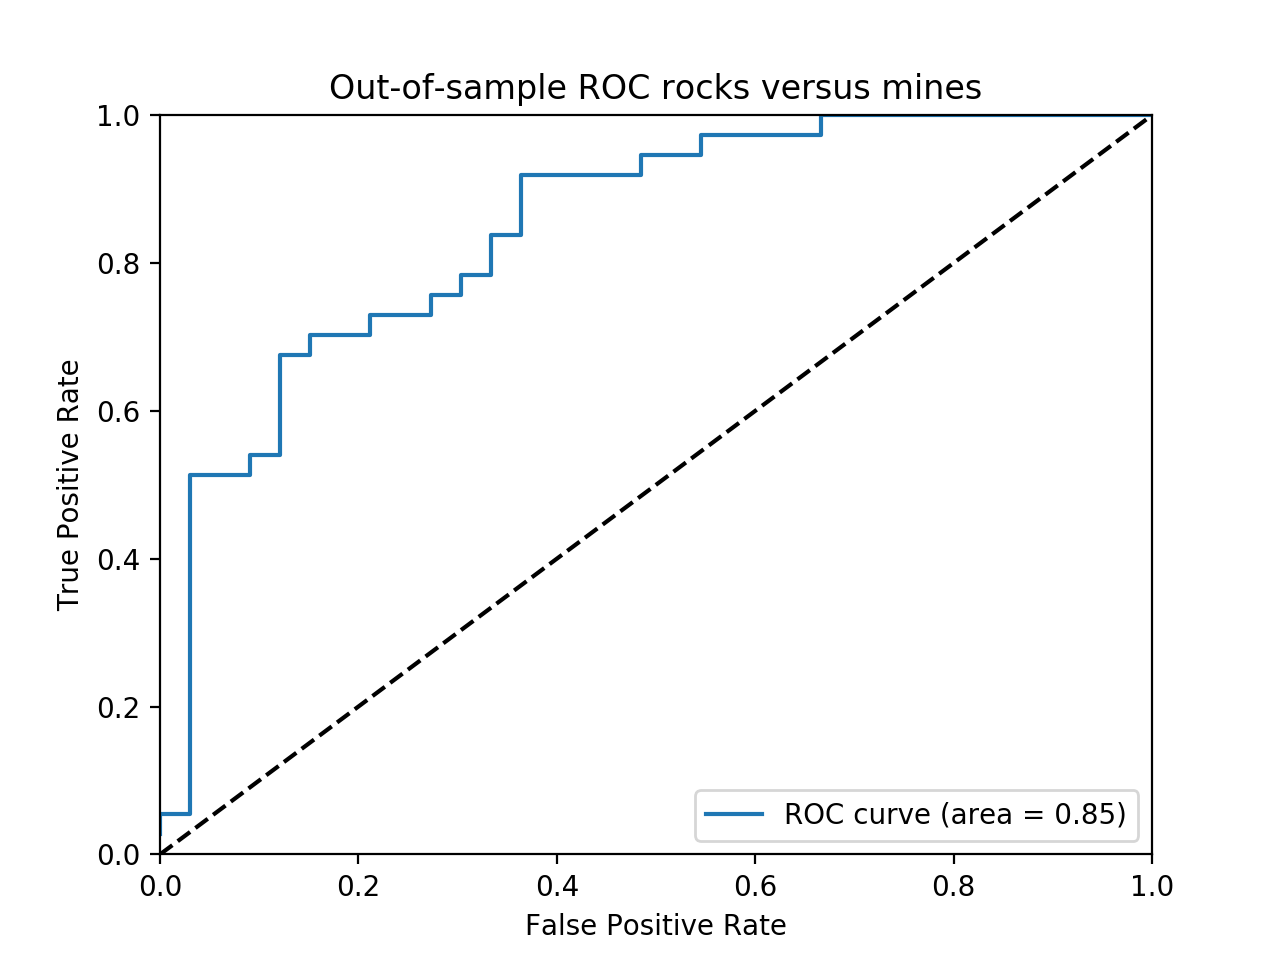 Out-of-sample ROC rocks versus mines
1.0
0.8
0.6
0.4
0.2
0.0
True Positive Rate
ROC curve (area = 0.85)
0.0 0.2 0.4 0.6 0.8 1.0
False Positive Rate